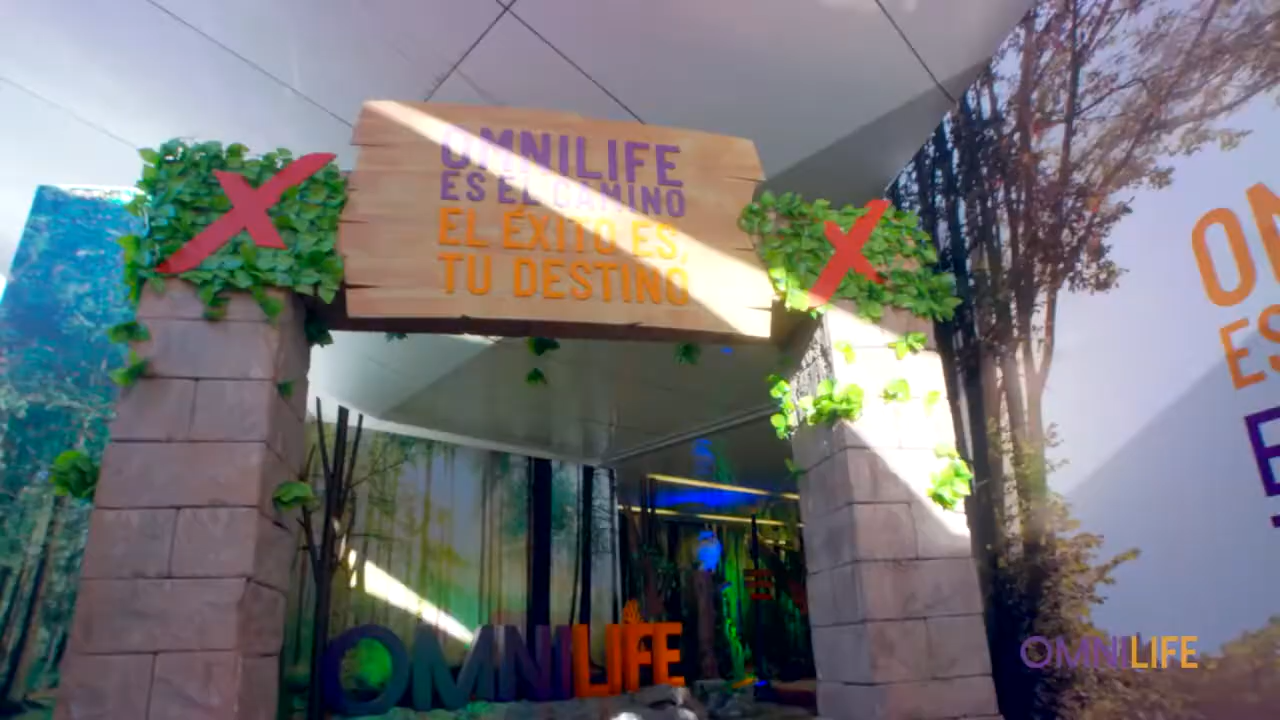 OMNILIFE
ES EL CAMINO
EL ÉXITO ES,
TU DESTINO
OMNILIFE
OMNILIFE